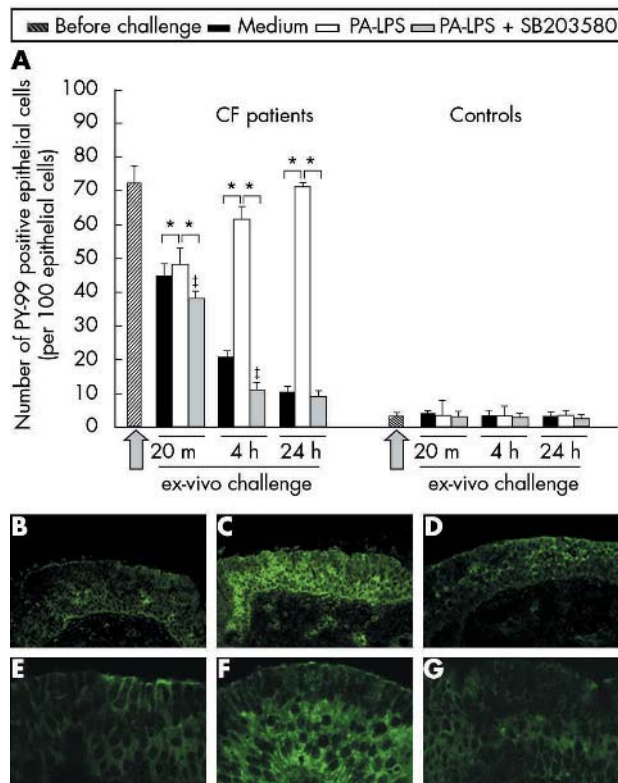 Before challenge Medium PA-LPS PA-LPS + SB203580
A
Number of PY-99 positive epithelial cells
(per 100 epithelial cells)
100
90
80
70
60
50
40
30
20
10
0
CF patients
Controls
* *
* *
* *
‡
‡
20 m 4 h 24 h
ex-vivo challenge
20 m 4 h 24 h
ex-vivo challenge
B C D
E F G